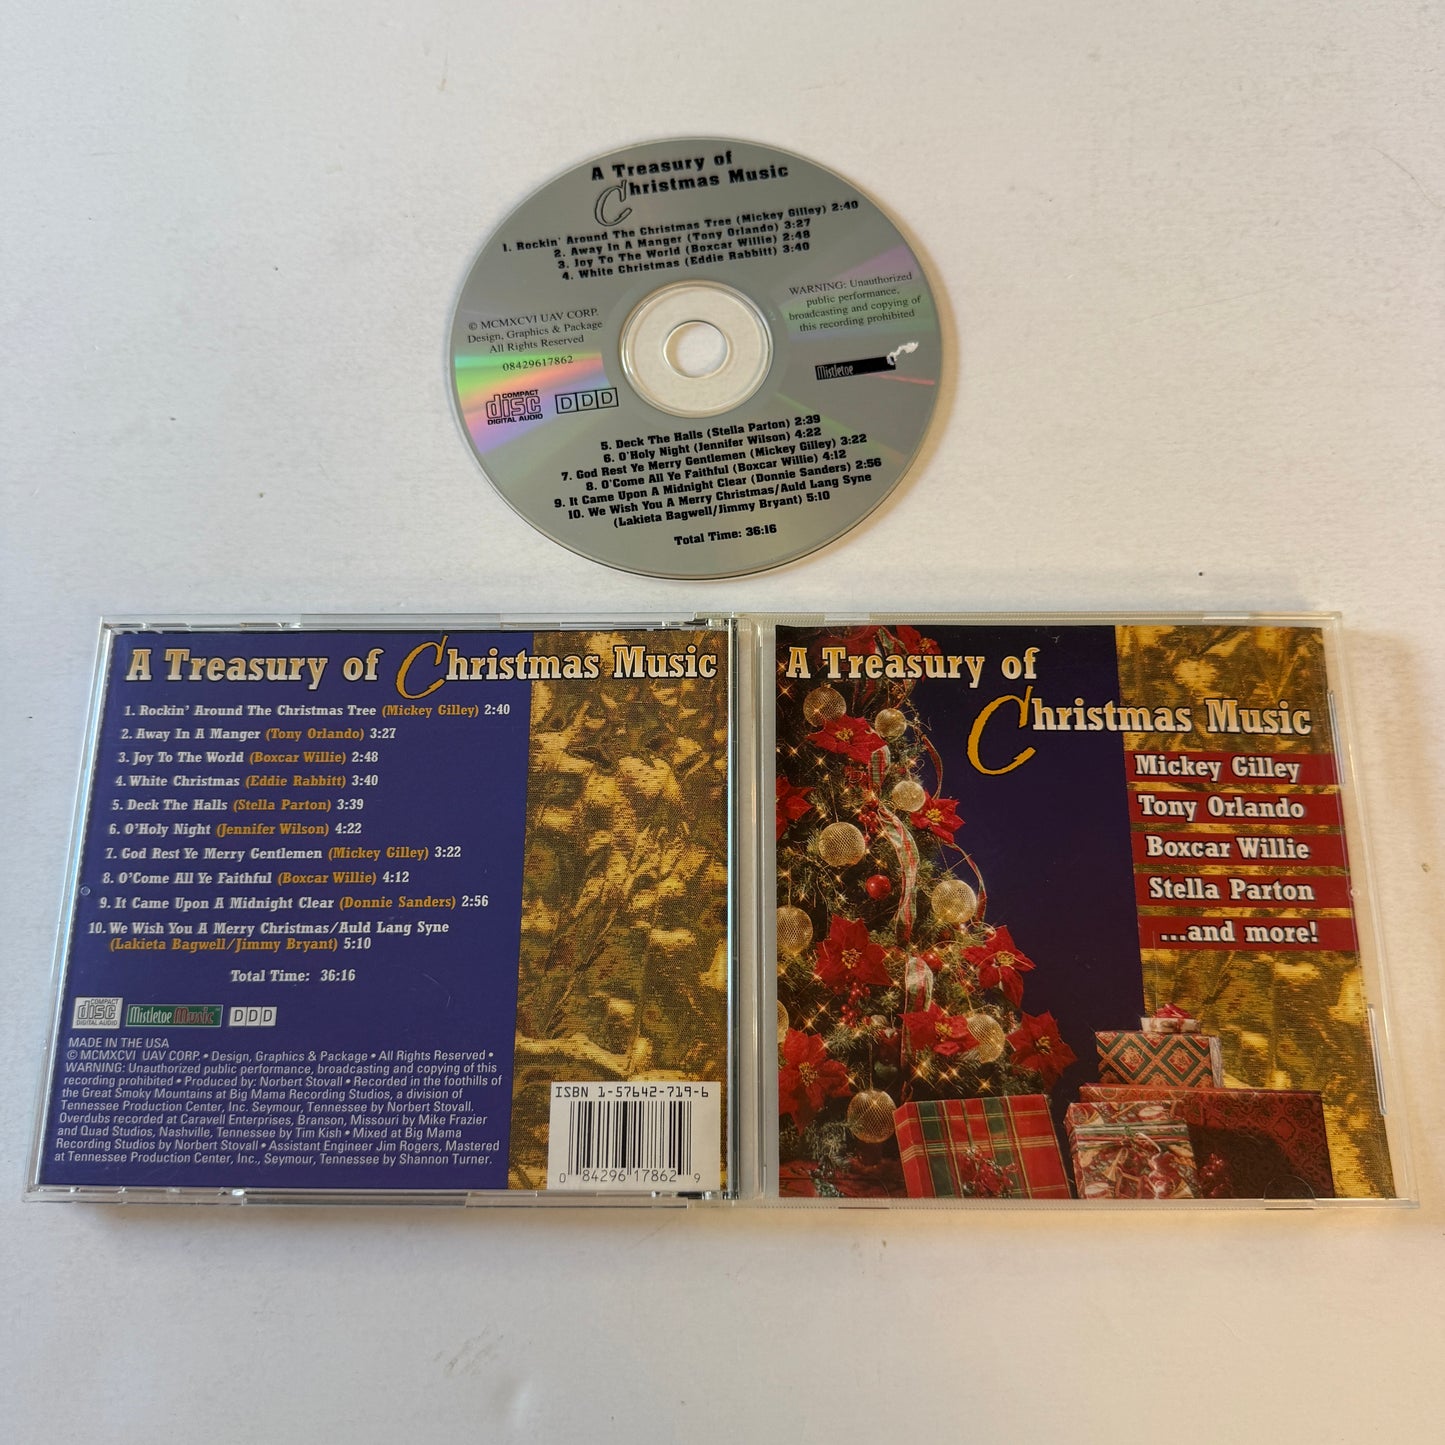 A Treasury of
Christmas Music
1. Rockin' Around The Christmas Tree (Mickey Gilley) 2:40
2. Away In A Manger (Tony Orlando) 3:27
3. Joy To The World (Boxcar Willie) 2:48
4. White Christmas (Eddie Rabbitt) 3:40
© MCMXCVI UAV CORP.
Design, Graphics & Package
All Rights Reserved
08429617862
WARNING: Unauthorized
public performance,
broadcasting and copying of
this recording prohibited
COMPACT
disc
DIGITAL AUDIO
DDD
Mistletoe
5. Deck The Halls (Stella Parton) 2:39
6. O'Holy Night (Jennifer Wilson) 4:22
7. God Rest Ye Merry Gentlemen (Mickey Gilley) 3:22
8. O'Come All Ye Faithful (Boxcar Willie) 4:12
9. It Came Upon A Midnight Clear (Donnie Sanders) 2:56
10. We Wish You A Merry Christmas/Auld Lang Syne
(Lakieta Bagwell/Jimmy Bryant) 5:10
Total Time: 36:16
A Treasury of Christmas Music
1. Rockin' Around The Christmas Tree (Mickey Gilley) 2:40
2. Away In A Manger (Tony Orlando) 3:27
3. Joy To The World (Boxcar Willie) 2:48
4. White Christmas (Eddie Rabbitt) 3:40
5. Deck The Halls (Stella Parton) 3:39
6. O'Holy Night (Jennifer Wilson) 4:22
7. God Rest Ye Merry Gentlemen (Mickey Gilley) 3:22
8. O'Come All Ye Faithful (Boxcar Willie) 4:12
9. It Came Upon A Midnight Clear (Donnie Sanders) 2:56
10. We Wish You A Merry Christmas/Auld Lang Syne
(Lakieta Bagwell/Jimmy Bryant) 5:10
Total Time: 36:16
COMPACT
disc
DIGITAL AUDIO
Mistletoe Music™
DDD
MADE IN THE USA
© MCMXCVI UAV CORP. • Design, Graphics & Package • All Rights Reserved •
WARNING: Unauthorized public performance, broadcasting and copying of this
recording prohibited • Produced by: Norbert Stovall • Recorded in the foothills of
the Great Smoky Mountains at Big Mama Recording Studios, a division of
Tennessee Production Center, Inc. Seymour, Tennessee by Norbert Stovall.
Overdubs recorded at Caravell Enterprises, Branson, Missouri by Mike Frazier
and Quad Studios, Nashville, Tennessee by Tim Kish • Mixed at Big Mama
Recording Studios by Norbert Stovall • Assistant Engineer Jim Rogers, Mastered
at Tennessee Production Center, Inc., Seymour, Tennessee by Shannon Turner.
ISBN 1-57642-719-6
0 84296 17862 9
A Treasury of
Christmas Music
Mickey Gilley
Tony Orlando
Boxcar Willie
Stella Parton
...and more!